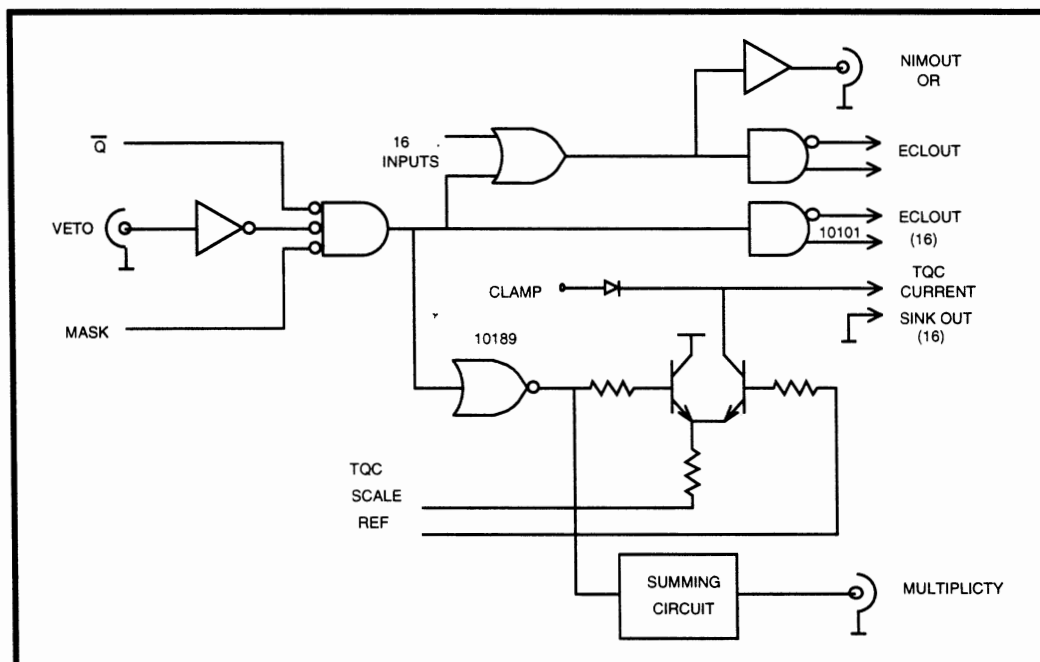 NIMOUT
OR
Q̅
16
INPUTS
ECLOUT
VETO
ECLOUT
10101
(16)
TQC
CLAMP
CURRENT
SINK OUT
MASK
10189
(16)
TQC
SCALE
REF
SUMMING
CIRCUIT
MULTIPLICTY